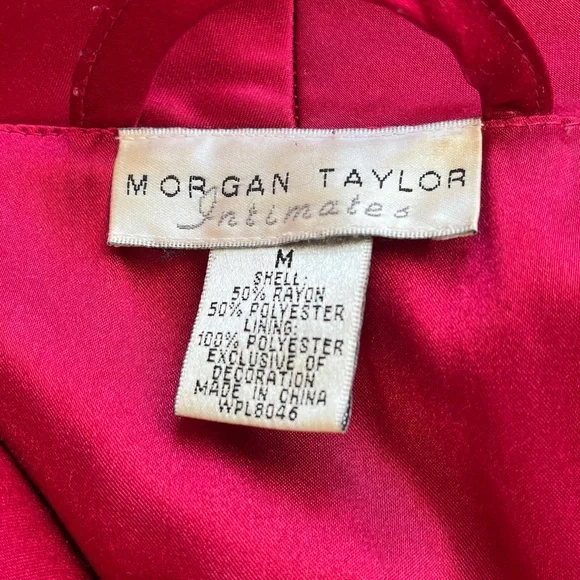 MORGAN TAYLOR
Intimates
M
SHELL:
50% RAYON
50% POLYESTER
LINING:
100% POLYESTER
EXCLUSIVE OF
DECORATION
MADE IN CHINA
WPL8046